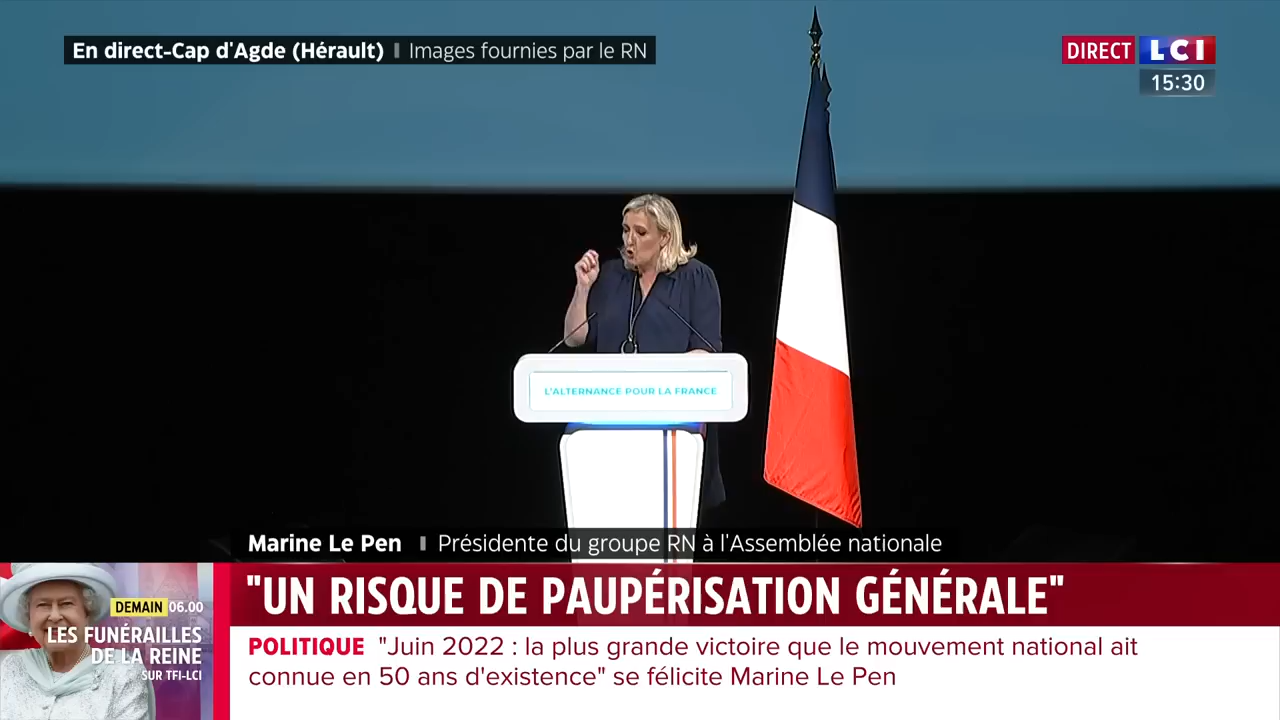 En direct-Cap d'Agde (Hérault) | Images fournies par le RN
DIRECT LCI
15:30
L'ALTERNANCE POUR LA FRANCE
Marine Le Pen | Présidente du groupe RN à l'Assemblée nationale
"UN RISQUE DE PAUPÉRISATION GÉNÉRALE"
DEMAIN 06.00
LES FUNÉRAILLES
DE LA REINE
SUR TF1-LCI
POLITIQUE "Juin 2022 : la plus grande victoire que le mouvement national ait
connue en 50 ans d'existence" se félicite Marine Le Pen